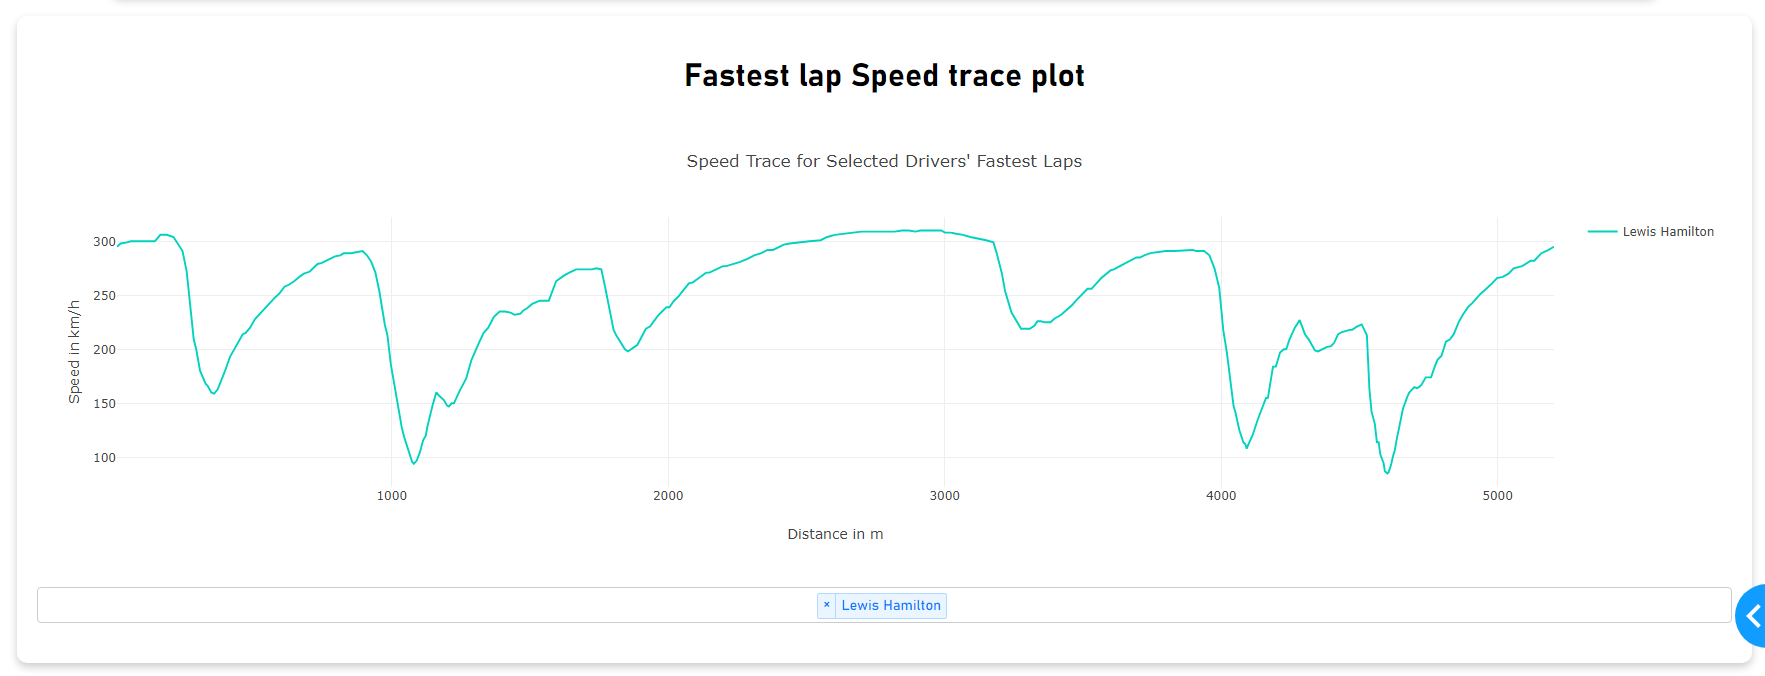 Fastest lap Speed trace plot
Speed Trace for Selected Drivers' Fastest Laps
300
250
200
150
100
Speed in km/h
1000
2000
3000
4000
5000
Distance in m
Lewis Hamilton
× Lewis Hamilton